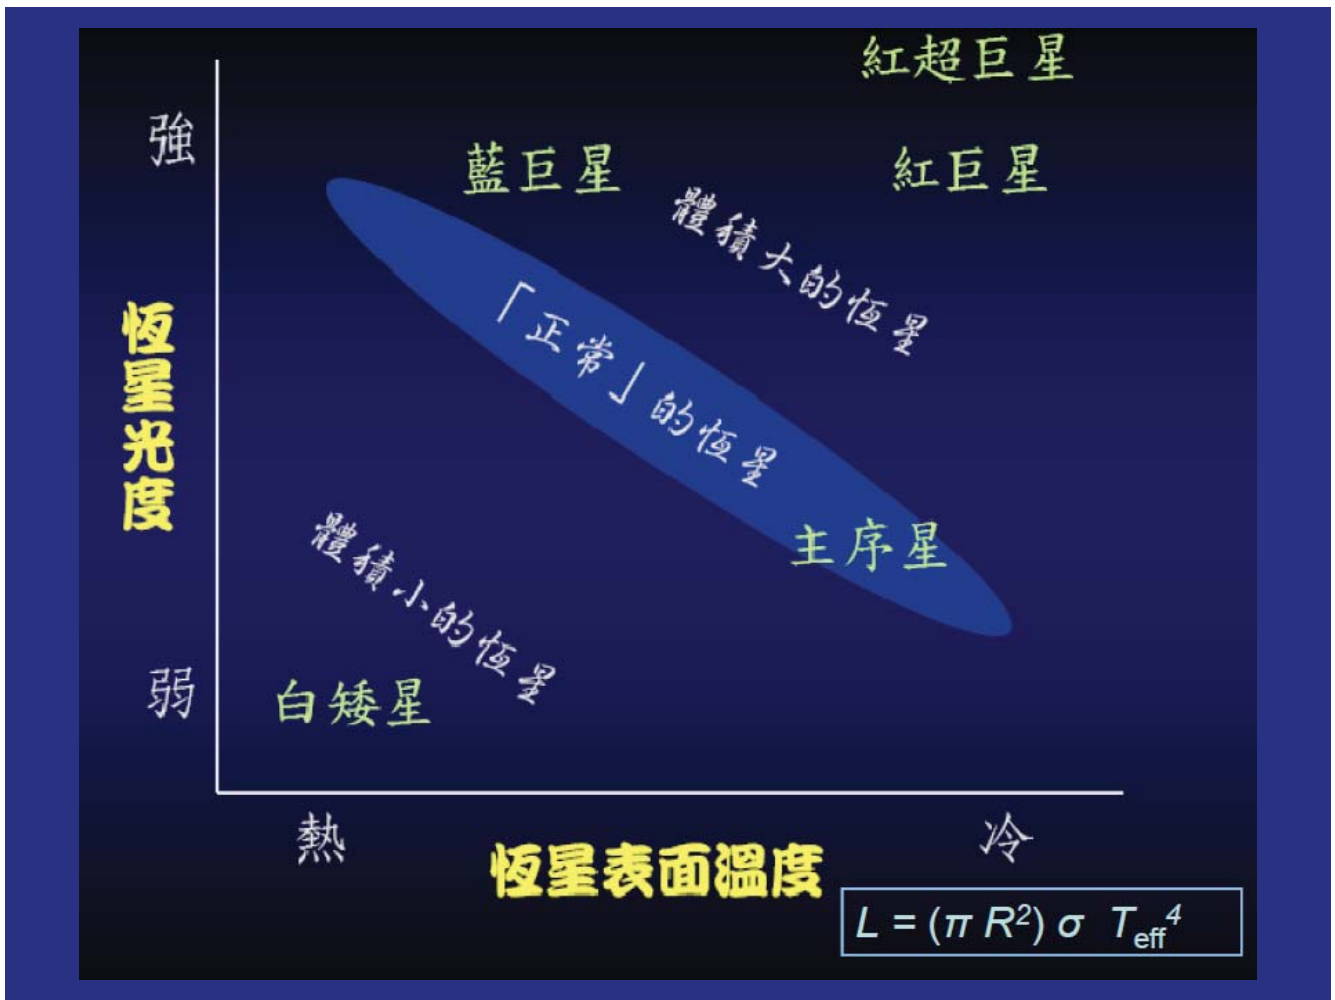 紅超巨星
強
藍巨星
紅巨星
體積大的恆星
「正常」的恆星
恆星光度
主序星
體積小的恆星
弱
白矮星
熱
冷
恆星表面溫度
L = (π R²) σ T_eff⁴